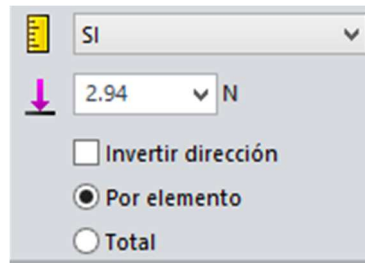 SI
2.94 N
Invertir dirección
Por elemento
Total